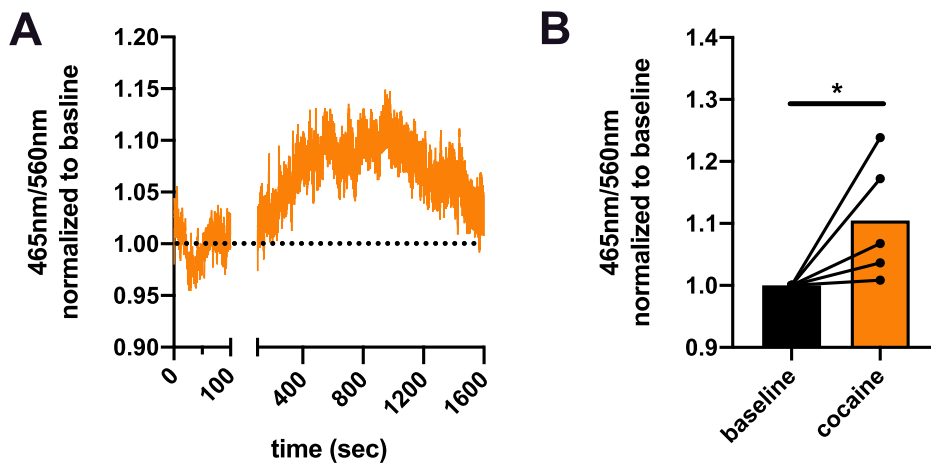 A
465nm/560nm
normalized to basline
1.20
1.15
1.10
1.05
1.00
0.95
0.90
0
100
400
800
1200
1600
time (sec)
B
465nm/560nm
normalized to baseline
1.4
1.3
1.2
1.1
1.0
0.9
*
baseline
cocaine